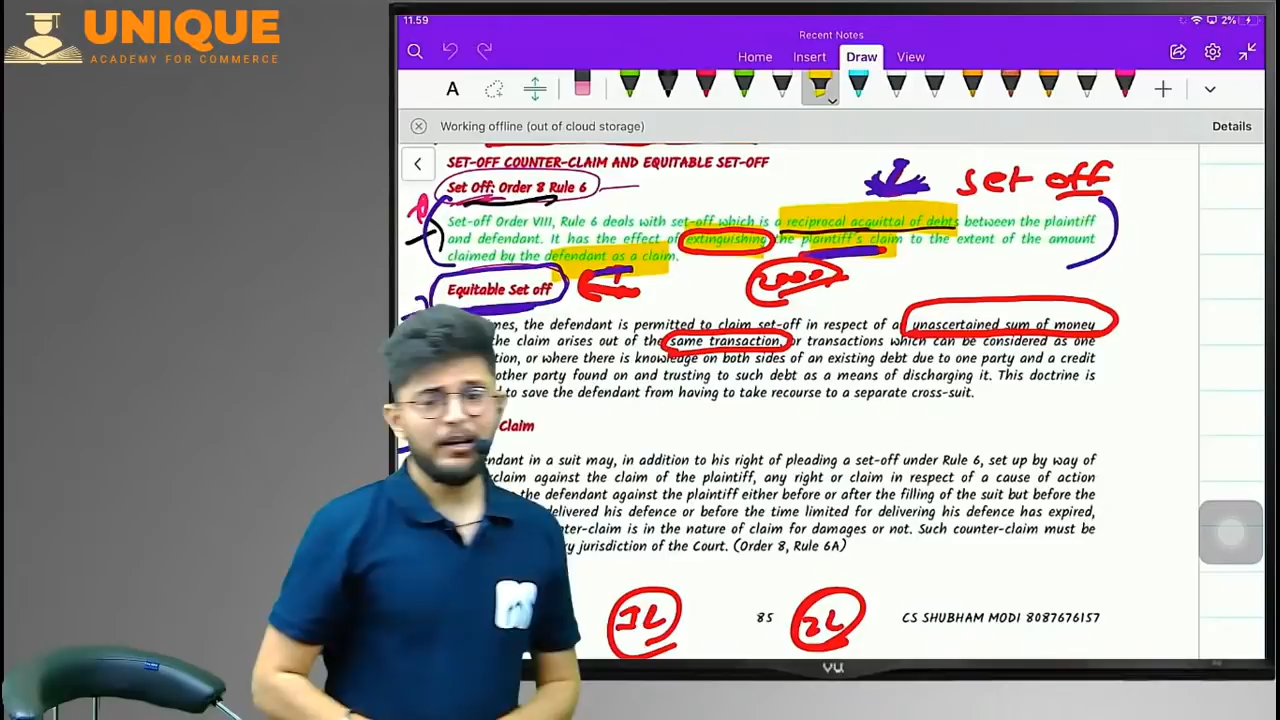 UNIQUE
ACADEMY FOR COMMERCE
11.59
2%
Recent Notes
Home Insert Draw View
A
Working offline (out of cloud storage)
Details
SET-OFF COUNTER-CLAIM AND EQUITABLE SET-OFF
Set Off: Order 8 Rule 6
set off
Set-off Order VIII, Rule 6 deals with set-off which is a reciprocal acquittal of debts between the plaintiff
and defendant. It has the effect of extinguishing the plaintiff's claim to the extent of the amount
claimed by the defendant as a claim.
Equitable Set off
2000
mes, the defendant is permitted to claim set-off in respect of a unascertained sum of money
the claim arises out of the same transaction, or transactions which can be considered as one
tion, or where there is knowledge on both sides of an existing debt due to one party and a credit
other party found on and trusting to such debt as a means of discharging it. This doctrine is
d to save the defendant from having to take recourse to a separate cross-suit.
Claim
endant in a suit may, in addition to his right of pleading a set-off under Rule 6, set up by way of
rclaim against the claim of the plaintiff, any right or claim in respect of a cause of action
the defendant against the plaintiff either before or after the filling of the suit but before the
delivered his defence or before the time limited for delivering his defence has expired,
nter-claim is in the nature of claim for damages or not. Such counter-claim must be
y jurisdiction of the Court. (Order 8, Rule 6A)
85
2L
CS SHUBHAM MODI 8087676157
vu